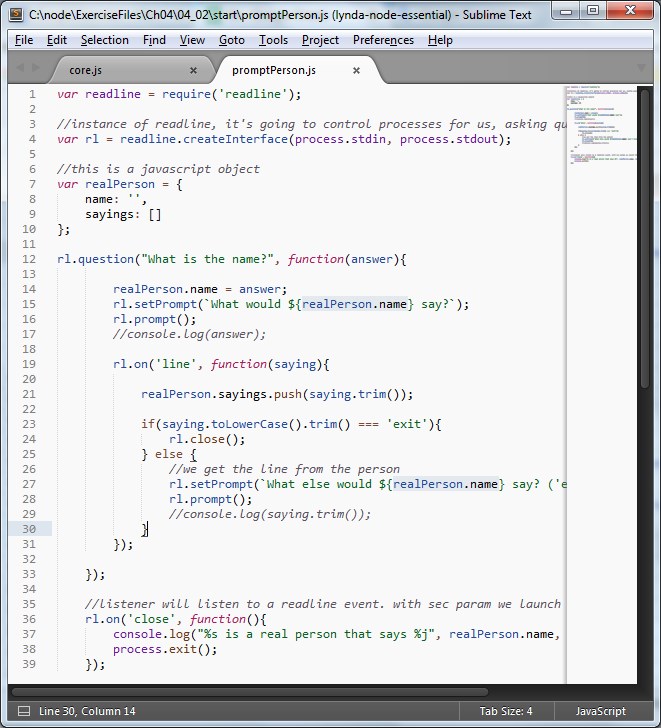 C:\node\ExerciseFiles\Ch04\04_02\start\promptPerson.js (lynda-node-essential) - Sublime Text
File Edit Selection Find View Goto Tools Project Preferences Help
core.js × promptPerson.js ×
1 var readline = require('readline');
2
3 //instance of readline, it's going to control processes for us, asking qu
4 var rl = readline.createInterface(process.stdin, process.stdout);
5
6 //this is a javascript object
7 var realPerson = {
8 name: '',
9 sayings: []
10 };
11
12 rl.question("What is the name?", function(answer){
13
14 realPerson.name = answer;
15 rl.setPrompt(`What would ${realPerson.name} say?`);
16 rl.prompt();
17 //console.log(answer);
18
19 rl.on('line', function(saying){
20
21 realPerson.sayings.push(saying.trim());
22
23 if(saying.toLowerCase().trim() === 'exit'){
24 rl.close();
25 } else {
26 //we get the line from the person
27 rl.setPrompt(`What else would ${realPerson.name} say? ('e
28 rl.prompt();
29 //console.log(saying.trim());
30 }
31 });
32
33 });
34
35 //listener will listen to a readline event. with sec param we launch
36 rl.on('close', function(){
37 console.log("%s is a real person that says %j", realPerson.name,
38 process.exit();
39 });
Line 30, Column 14 Tab Size: 4 JavaScript